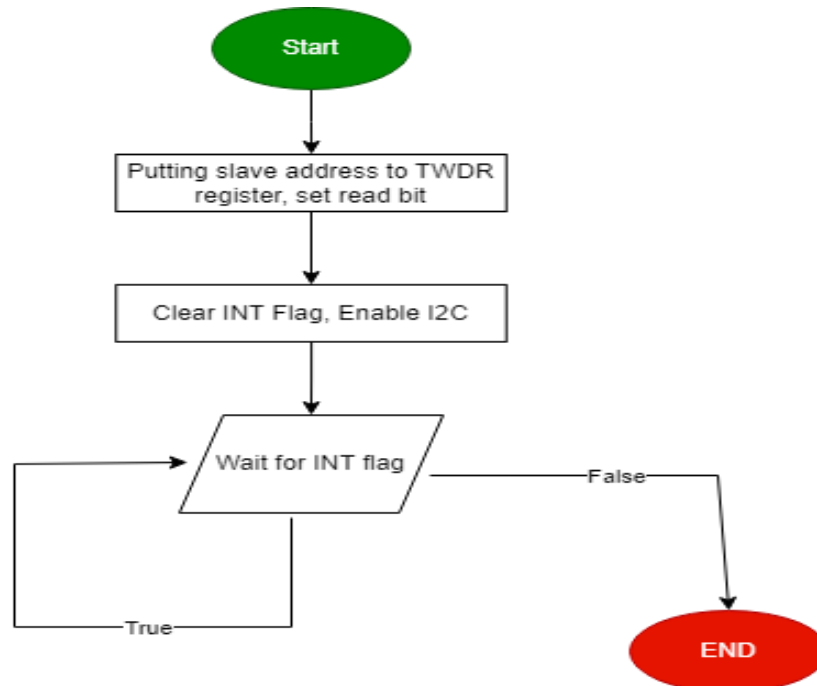 Start
Putting slave address to TWDR
register, set read bit
Clear INT Flag, Enable I2C
Wait for INT flag
False
True
END